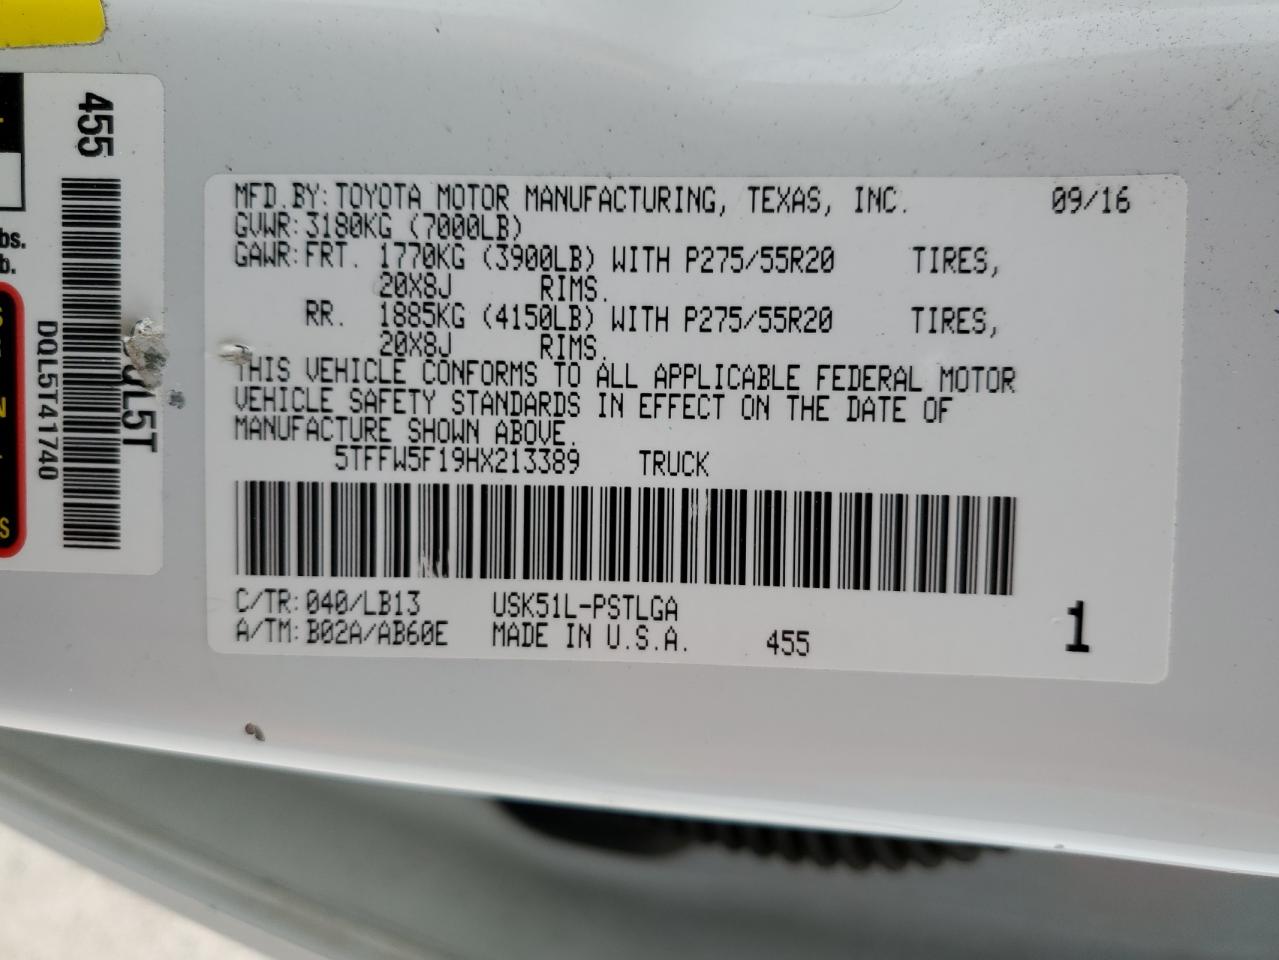 455
DQL5T41740
QL5T
bs.
b.
MFD.BY: TOYOTA MOTOR MANUFACTURING, TEXAS, INC. 09/16
GVWR: 3180KG (7000LB)
GAWR: FRT. 1770KG (3900LB) WITH P275/55R20 TIRES,
20X8J RIMS.
RR. 1885KG (4150LB) WITH P275/55R20 TIRES,
20X8J RIMS.
THIS VEHICLE CONFORMS TO ALL APPLICABLE FEDERAL MOTOR
VEHICLE SAFETY STANDARDS IN EFFECT ON THE DATE OF
MANUFACTURE SHOWN ABOVE.
5TFFW5F19HX213389 TRUCK
C/TR: 040/LB13 USK51L-PSTLGA
A/TM: B02A/AB60E MADE IN U.S.A. 455 1